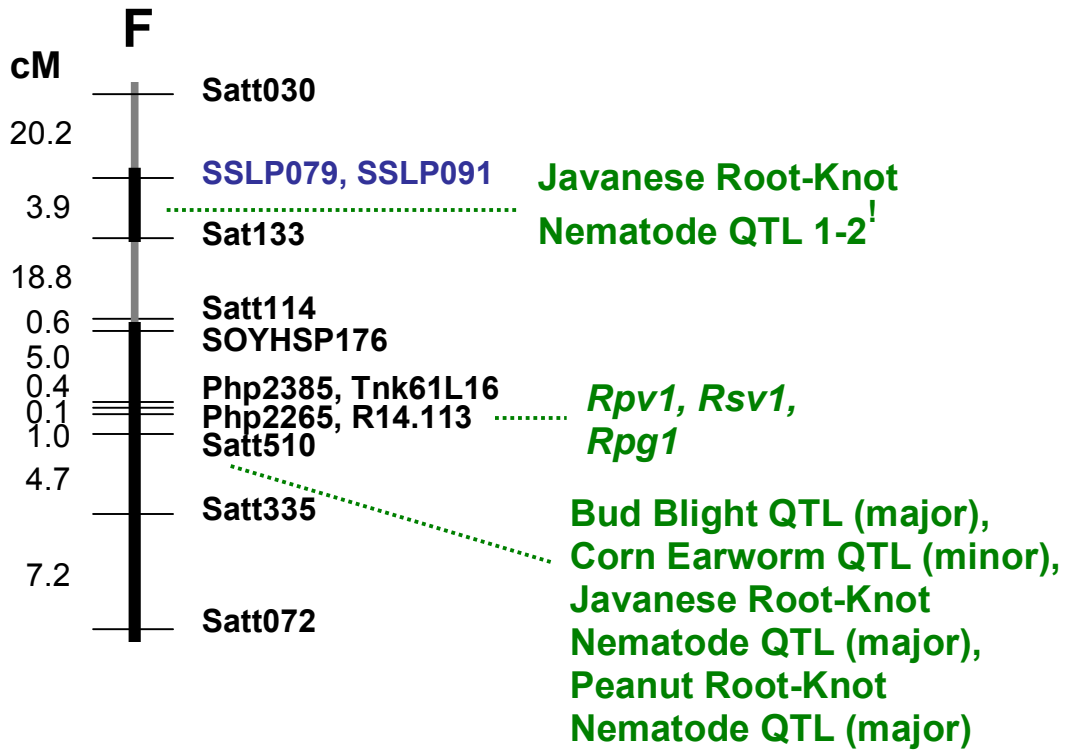 F
cM
Satt030
20.2
SSLP079, SSLP091
Javanese Root-Knot
Nematode QTL 1-2!
3.9
Sat133
18.8
Satt114
0.6
SOYHSP176
5.0
0.4
Php2385, Tnk61L16
0.1
Php2265, R14.113
Rpv1, Rsv1,
Rpg1
1.0
Satt510
4.7
Satt335
Bud Blight QTL (major),
Corn Earworm QTL (minor),
Javanese Root-Knot
Nematode QTL (major),
Peanut Root-Knot
Nematode QTL (major)
7.2
Satt072